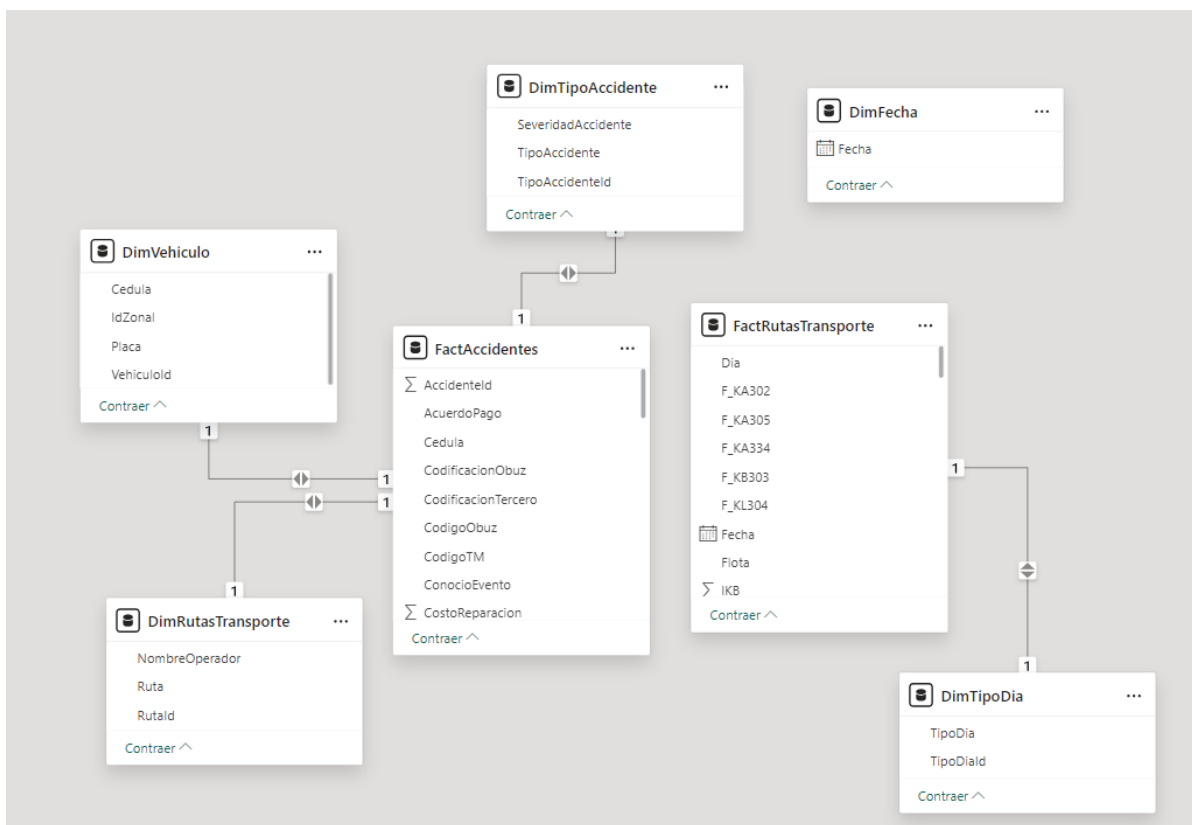 DimTipoAccidente
SeveridadAccidente
TipoAccidente
TipoAccidenteId
Contraer
DimFecha
Fecha
Contraer
DimVehiculo
Cedula
IdZonal
Placa
VehiculoId
Contraer
1
1
FactAccidentes
AccidenteId
AcuerdoPago
Cedula
CodificacionObuz
CodificacionTercero
CodigoObuz
CodigoTM
ConocioEvento
CostoReparacion
Contraer
FactRutasTransporte
Dia
F_KA302
F_KA305
F_KA334
F_KB303
F_KL304
Fecha
Flota
IKB
Contraer
1
1
1
1
1
DimRutasTransporte
NombreOperador
Ruta
RutaId
Contraer
1
DimTipoDia
TipoDia
TipoDiaId
Contraer